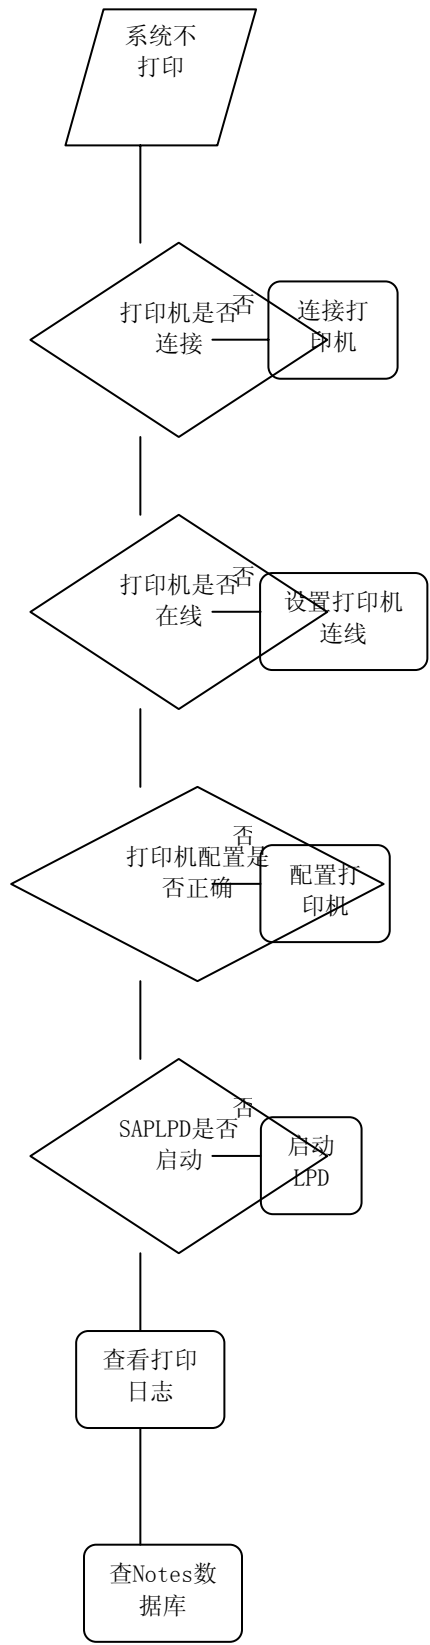 系统不
打印
打印机是否
连接
否
连接打
印机
打印机是否
在线
否
设置打印机
连线
打印机配置是
否正确
否
配置打
印机
SAPLPD是否
启动
否
启动
LPD
查看打印
日志
查Notes数
据库